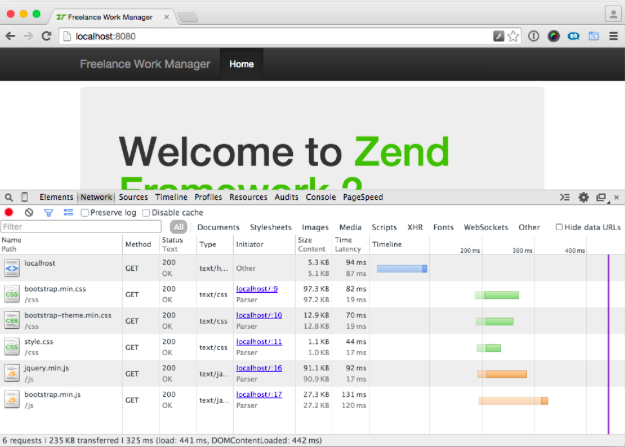 Freelance Work Manager
localhost:8080
Freelance Work Manager Home
Welcome to Zend
Framework 2
Elements Network Sources Timeline Profiles Resources Audits Console PageSpeed
Preserve log Disable cache
Filter All Documents Stylesheets Images Media Scripts XHR Fonts WebSockets Other Hide data URLs
Name Method Status Type Initiator Size Time Timeline
Path Text Content Latency 200 ms 300 ms 400 ms
localhost GET 200 text/h... Other 5.3 KB 94 ms
OK 5.1 KB 87 ms
bootstrap.min.css GET 200 text/css localhost/:9 97.3 KB 82 ms
/css OK Parser 97.2 KB 19 ms
bootstrap-theme.min.css GET 200 text/css localhost/:10 12.9 KB 70 ms
/css OK Parser 12.8 KB 19 ms
style.css GET 200 text/css localhost/:11 1.1 KB 44 ms
/css OK Parser 1.0 KB 17 ms
jquery.min.js GET 200 text/ja... localhost/:16 91.1 KB 92 ms
/js OK Parser 90.9 KB 17 ms
bootstrap.min.js GET 200 text/ja... localhost/:17 27.3 KB 131 ms
/js OK Parser 27.2 KB 120 ms
6 requests | 235 KB transferred | 325 ms (load: 441 ms, DOMContentLoaded: 442 ms)